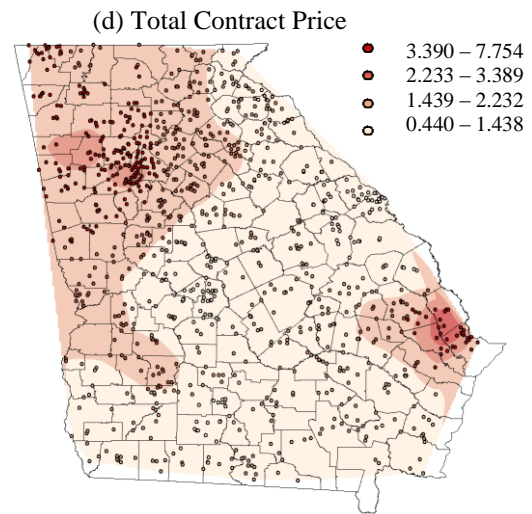 (d) Total Contract Price
3.390 – 7.754
2.233 – 3.389
1.439 – 2.232
0.440 – 1.438